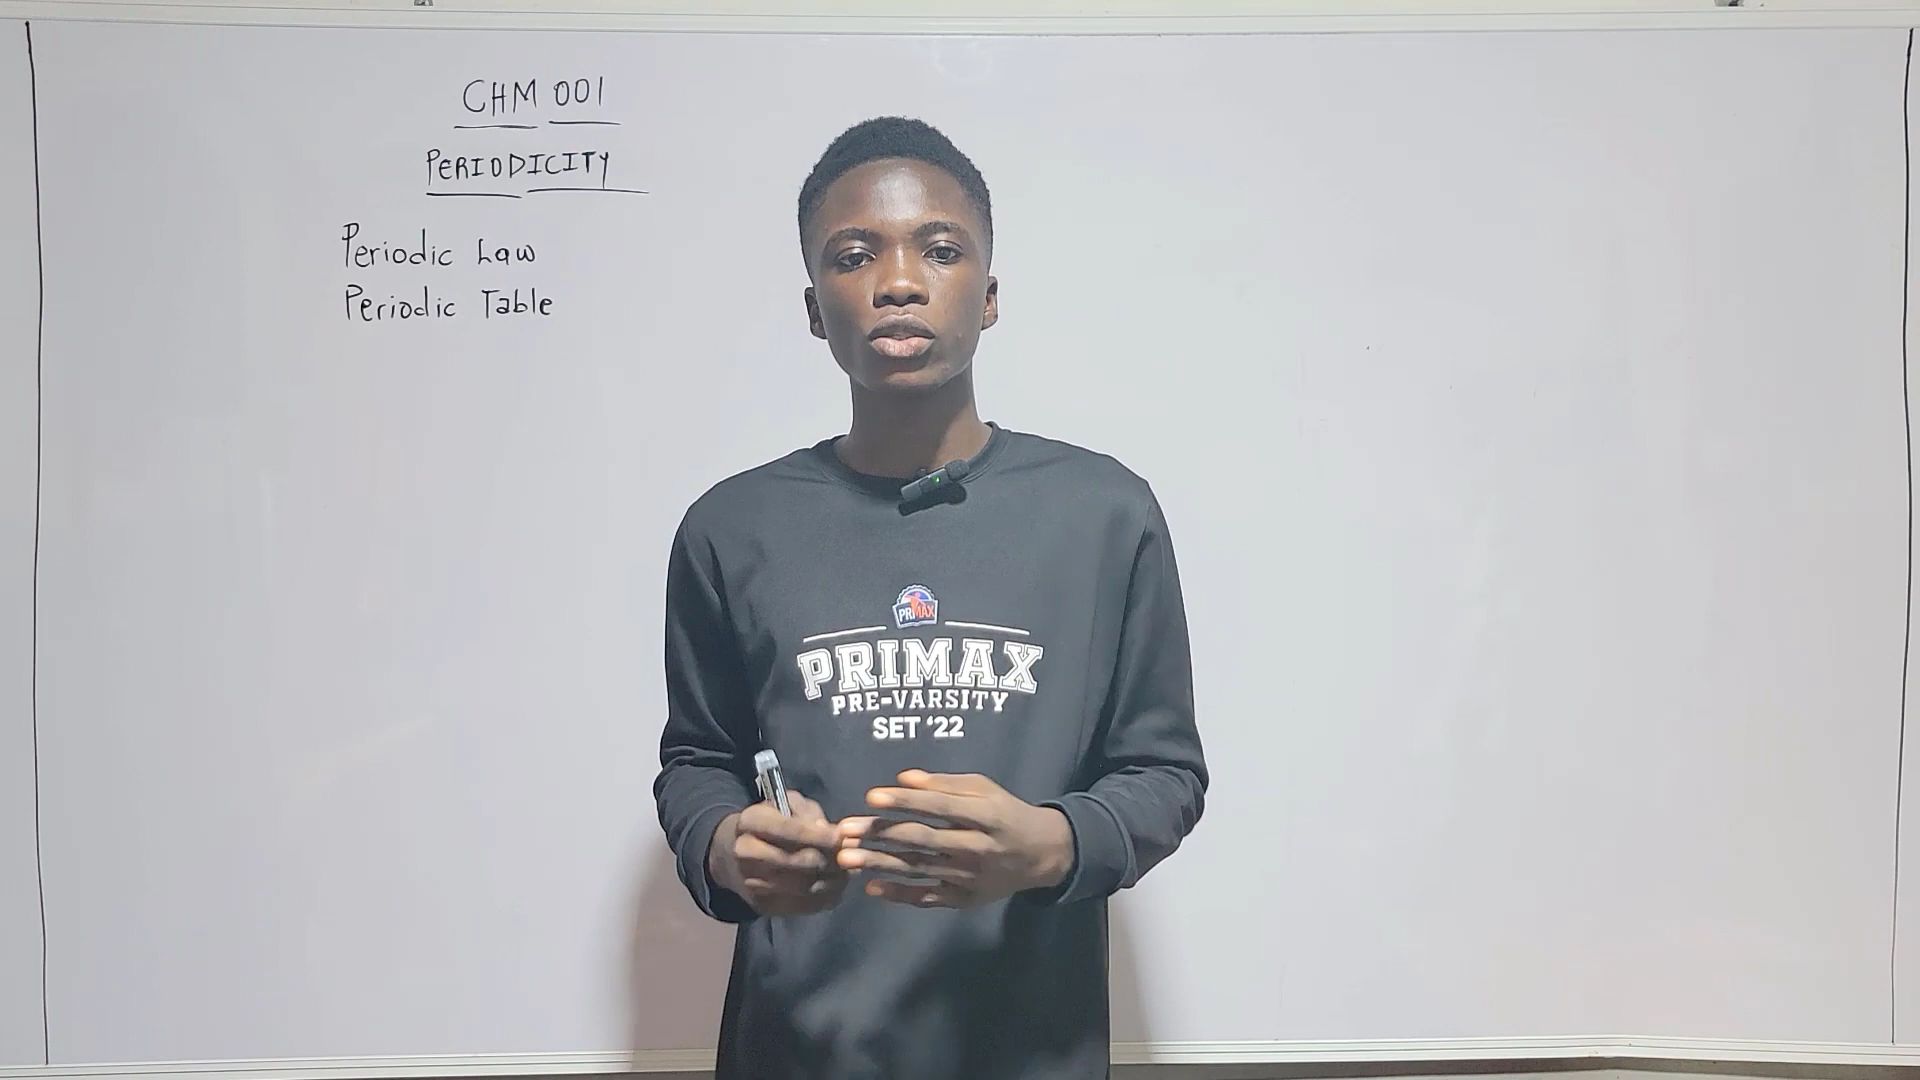 CHM 001
PERIODICITY
Periodic Law
Periodic Table
PRIMAX
PRIMAX
PRE-VARSITY
SET ‘22